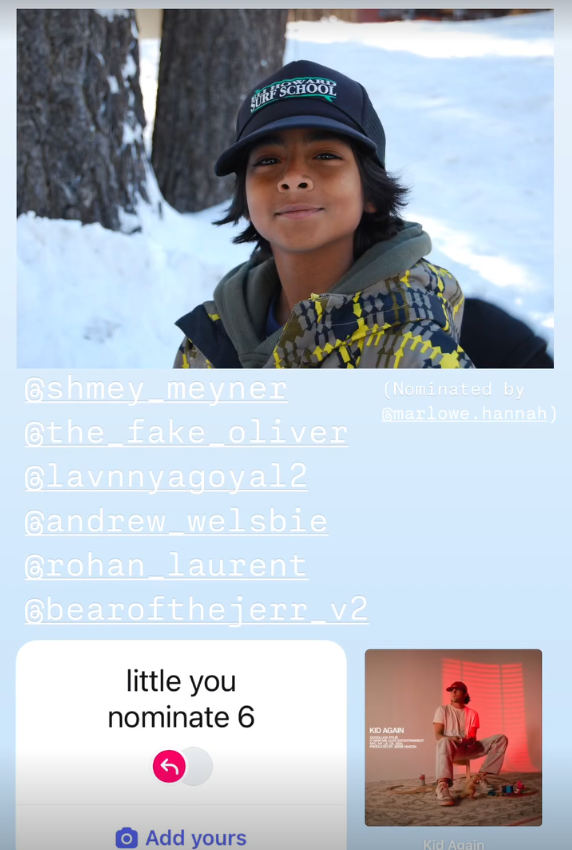 HOWARD
SURF SCHOOL
@shmey_meyner
(Nominated by
@marlowe.hannah)
@the_fake_oliver
@lavnnyagoyal2
@andrew_welsbie
@rohan_laurent
@bearofthejerr_v2
little you
nominate 6
KID AGAIN
Add yours
Kid Again